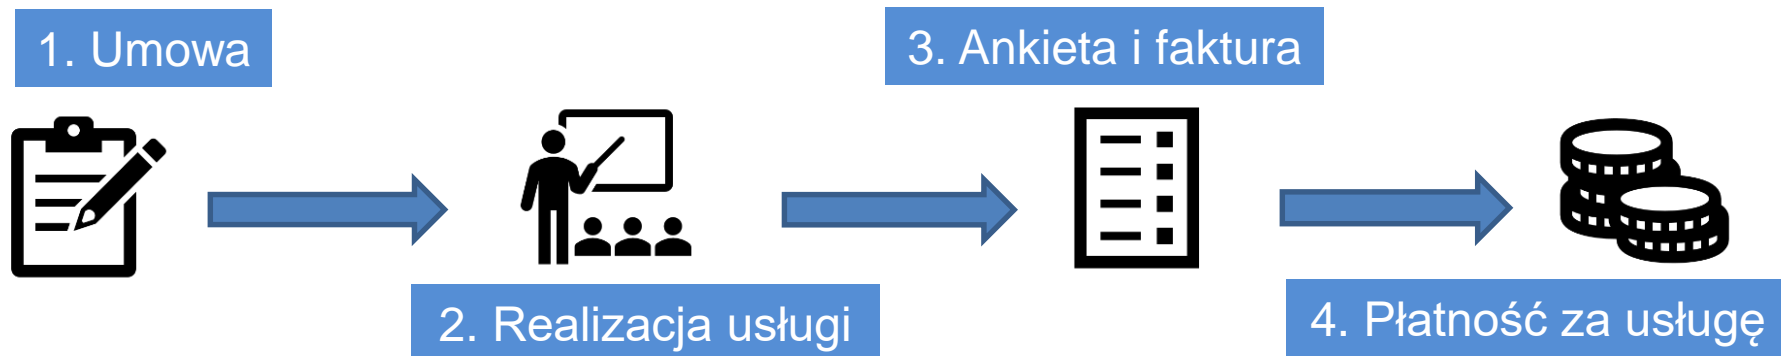 1. Umowa
2. Realizacja usługi
3. Ankieta i faktura
4. Płatność za usługę